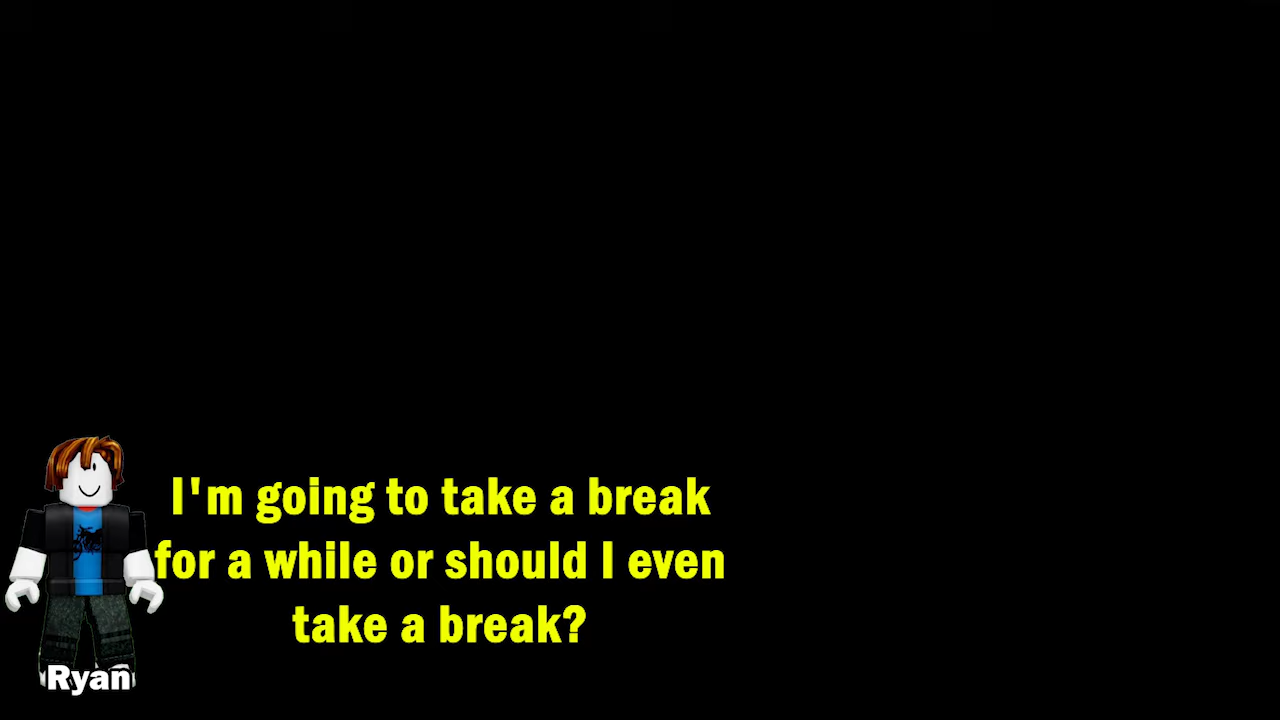 I'm going to take a break
for a while or should I even
take a break?
Ryan